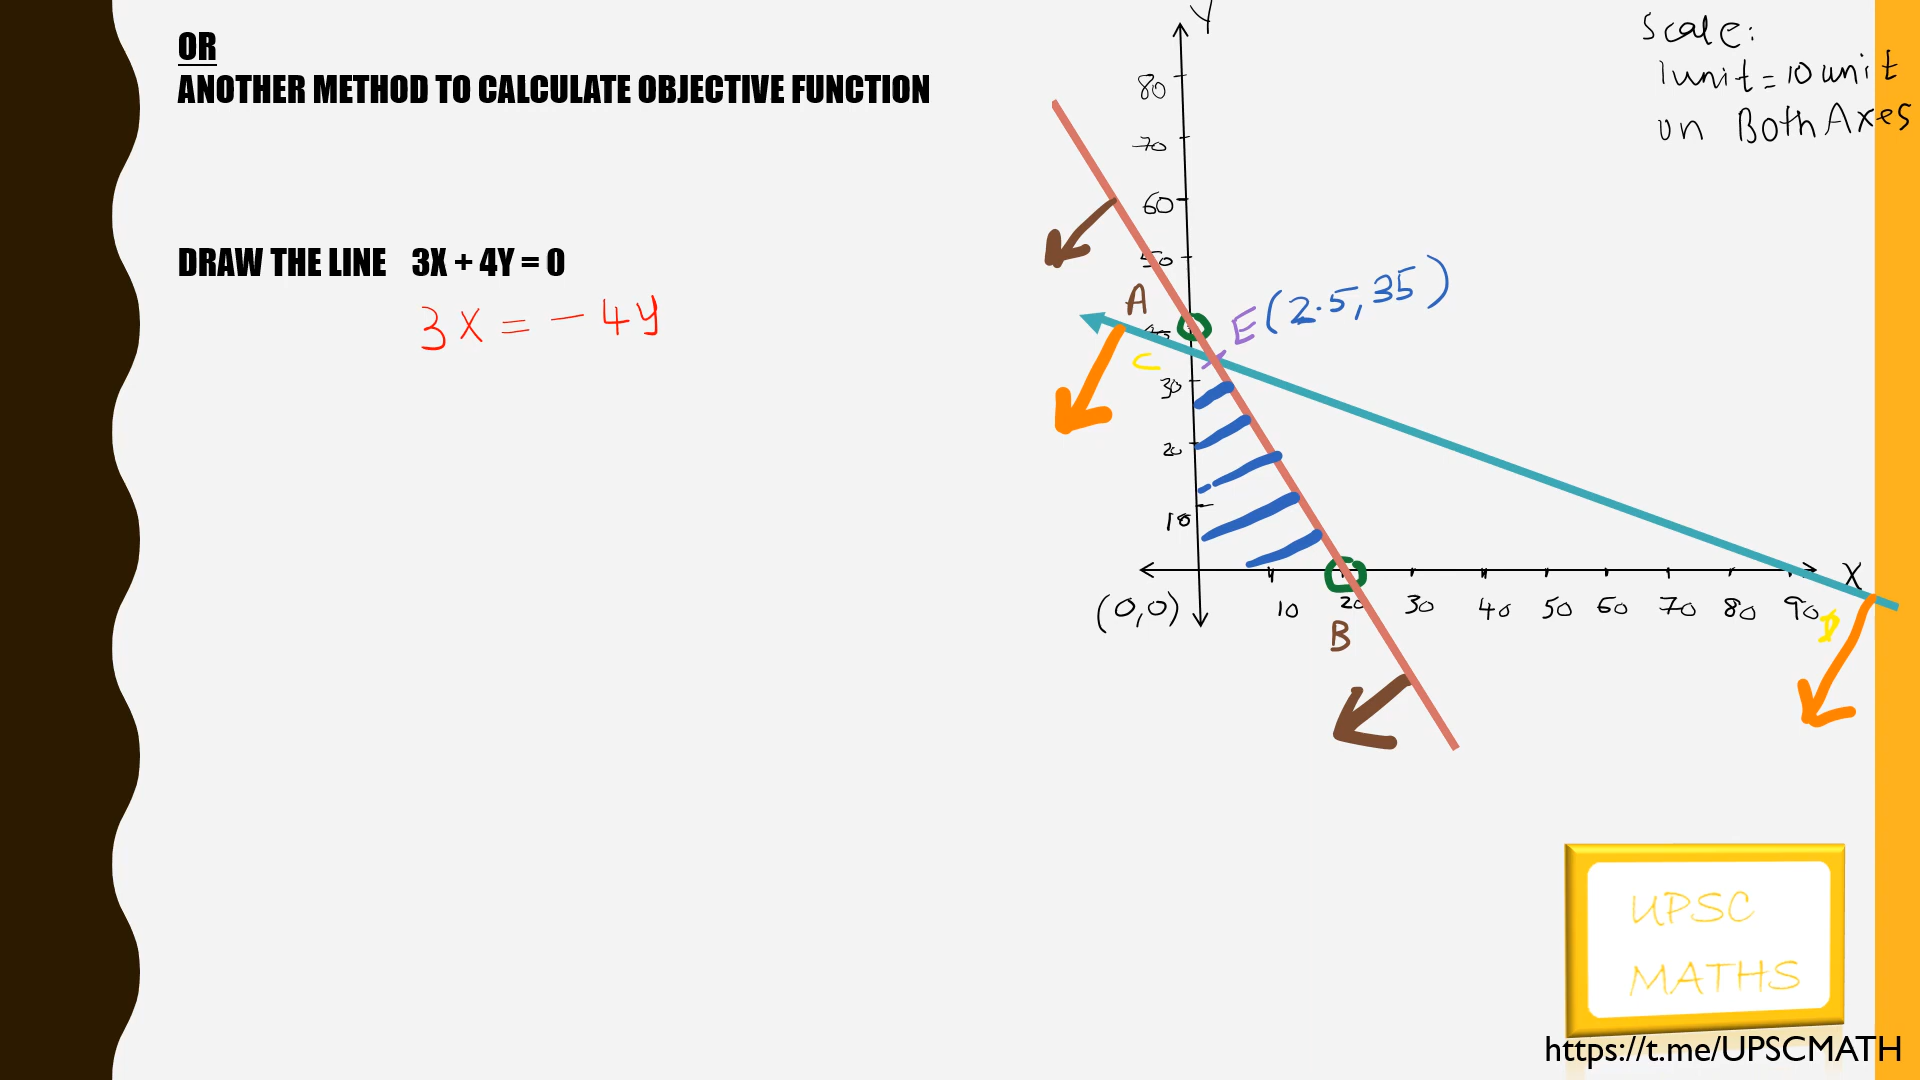 OR
ANOTHER METHOD TO CALCULATE OBJECTIVE FUNCTION
DRAW THE LINE 3X + 4Y = 0
3x = -4y
Y
Scale:
1unit = 10 unit
on Both Axes
80
70
60
50
A
40
E (2.5, 35)
C
30
20
10
X
(0,0)
10 20 30 40 50 60 70 80 90
D
B
UPSC
MATHS
https://t.me/UPSCMATH